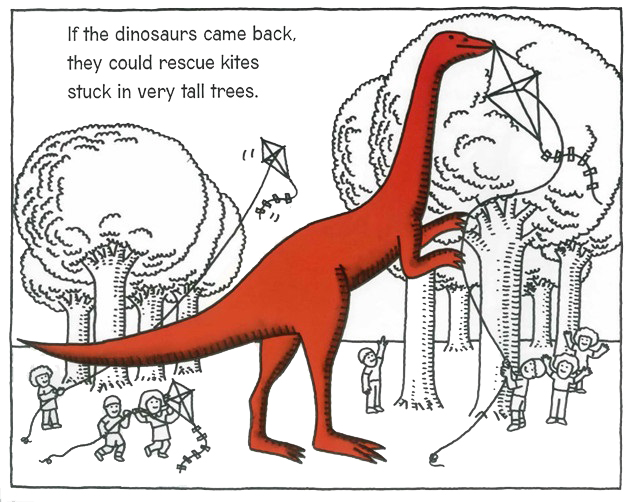 If the dinosaurs came back,
they could rescue kites
stuck in very tall trees.